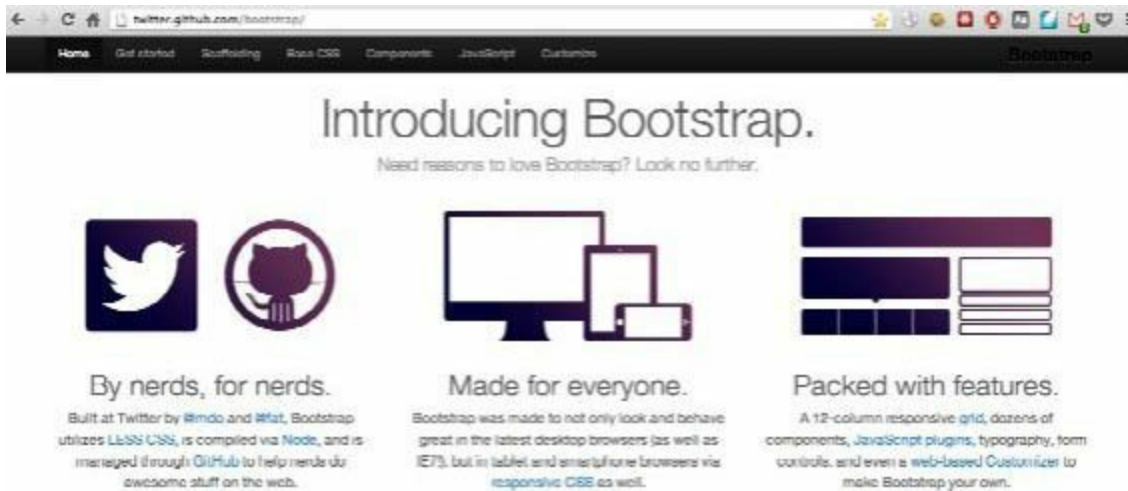 twitter.github.com/bootstrap/
Home Get started Scaffolding Base CSS Components JavaScript Customize Bootstrap
Introducing Bootstrap.
Need reasons to love Bootstrap? Look no further.
By nerds, for nerds.
Built at Twitter by @mdo and @fat, Bootstrap
utilizes LESS CSS, is compiled via Node, and is
managed through GitHub to help nerds do
awesome stuff on the web.
Made for everyone.
Bootstrap was made to not only look and behave
great in the latest desktop browsers (as well as
IE7!), but in tablet and smartphone browsers via
responsive CSS as well.
Packed with features.
A 12-column responsive grid, dozens of
components, JavaScript plugins, typography, form
controls, and even a web-based Customizer to
make Bootstrap your own.